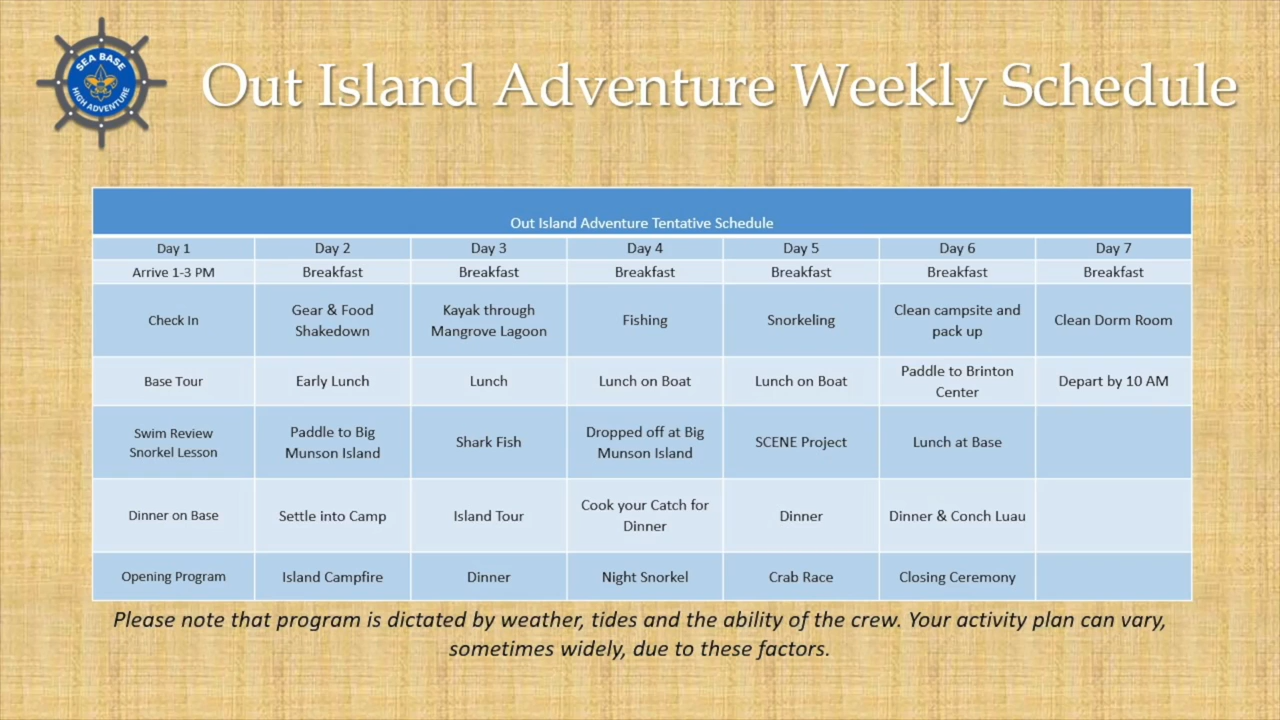 SEA BASE
HIGH ADVENTURE
Out Island Adventure Weekly Schedule
Out Island Adventure Tentative Schedule
Day 1 Day 2 Day 3 Day 4 Day 5 Day 6 Day 7
Arrive 1-3 PM Breakfast Breakfast Breakfast Breakfast Breakfast Breakfast
Check In
Gear & Food
Shakedown
Kayak through
Mangrove Lagoon
Fishing
Snorkeling
Clean campsite and
pack up
Clean Dorm Room
Base Tour
Early Lunch
Lunch
Lunch on Boat
Lunch on Boat
Paddle to Brinton
Center
Depart by 10 AM
Swim Review
Snorkel Lesson
Paddle to Big
Munson Island
Shark Fish
Dropped off at Big
Munson Island
SCENE Project
Lunch at Base
Dinner on Base
Settle into Camp
Island Tour
Cook your Catch for
Dinner
Dinner
Dinner & Conch Luau
Opening Program Island Campfire Dinner Night Snorkel Crab Race Closing Ceremony
Please note that program is dictated by weather, tides and the ability of the crew. Your activity plan can vary,
sometimes widely, due to these factors.